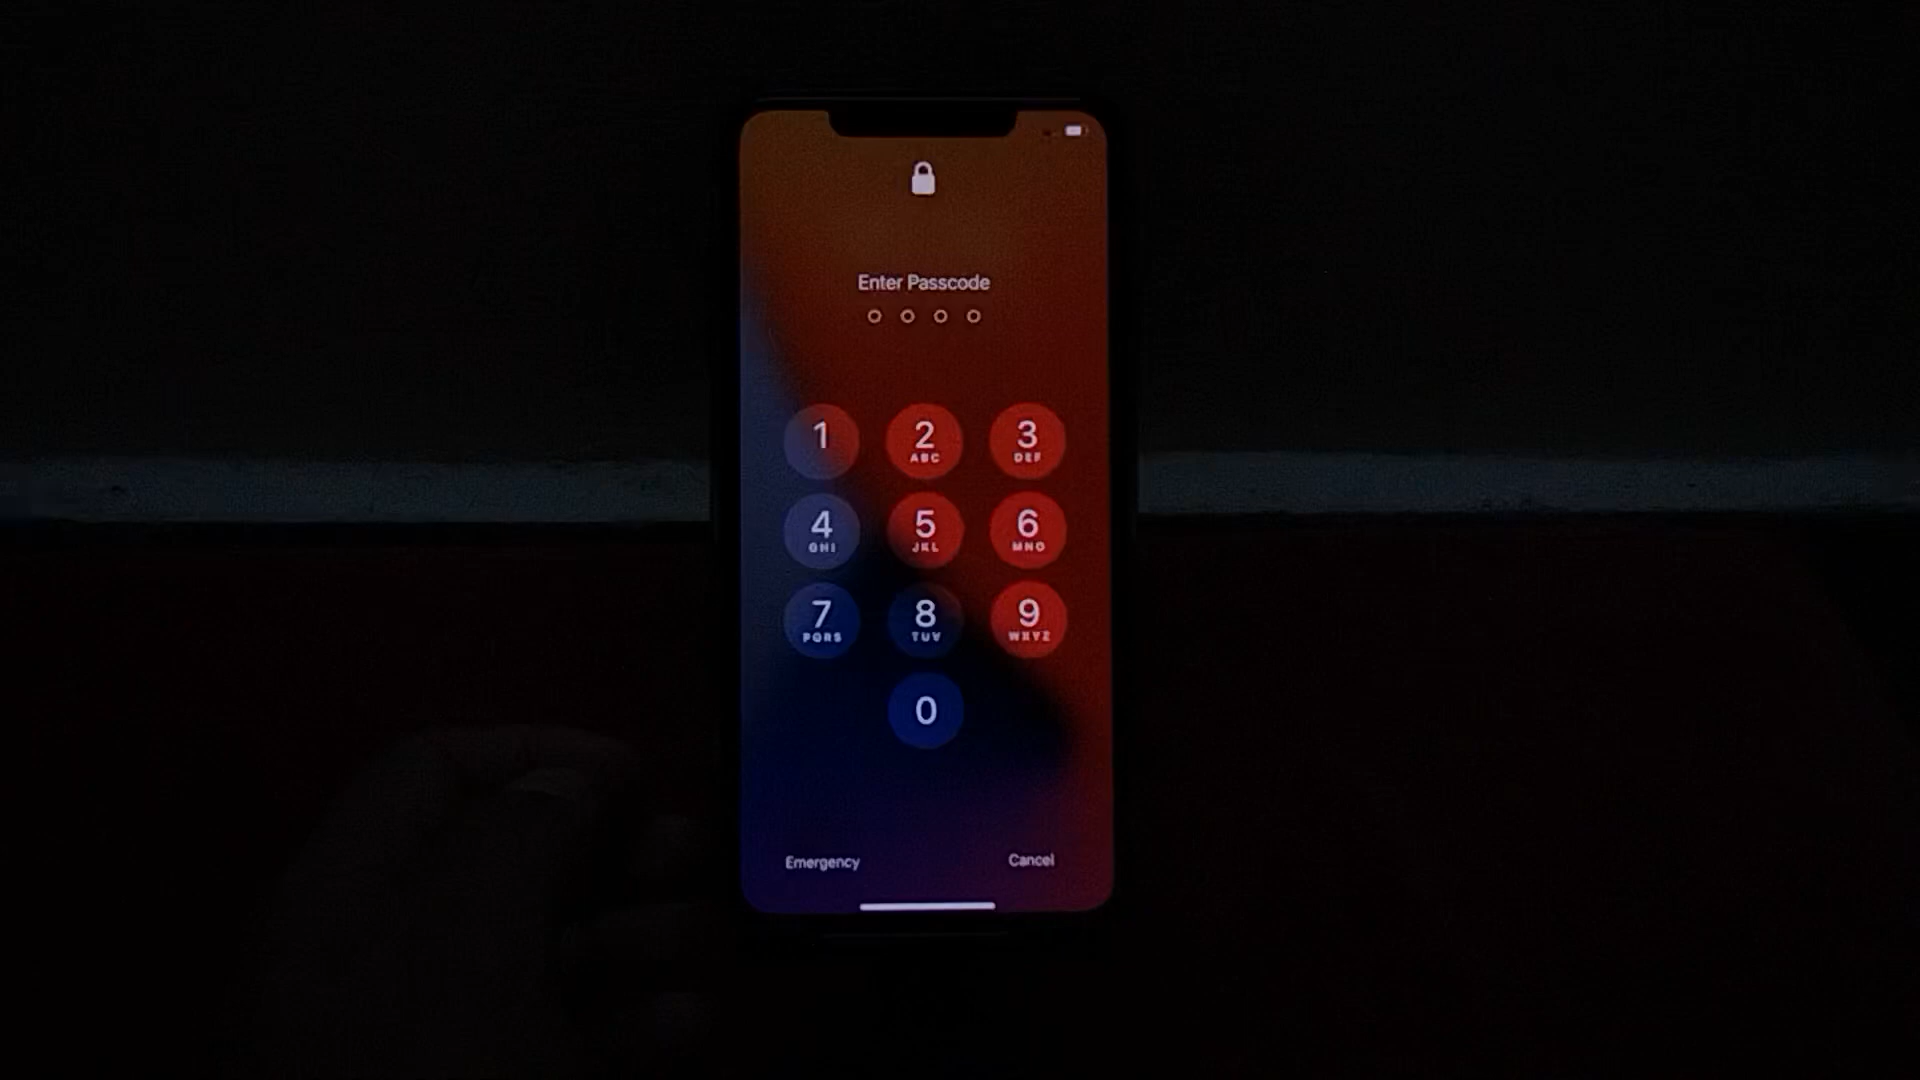 Enter Passcode
1 2 3
ABC DEF
4 5 6
GHI JKL MNO
7 8 9
PQRS TUV WXYZ
0
Emergency Cancel